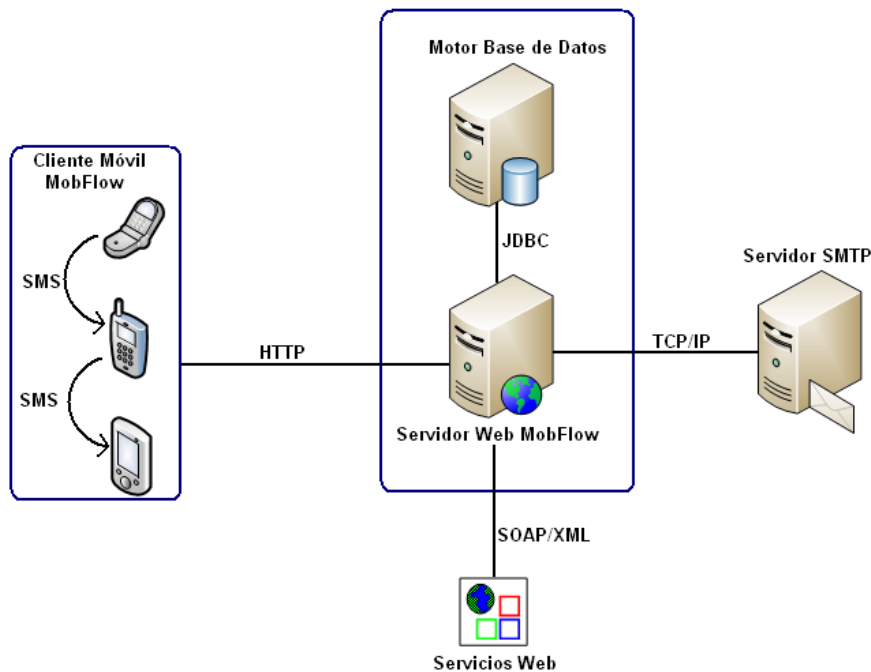 Motor Base de Datos
Cliente Móvil
MobFlow
SMS
SMS
HTTP
JDBC
Servidor Web MobFlow
TCP/IP
Servidor SMTP
SOAP/XML
Servicios Web